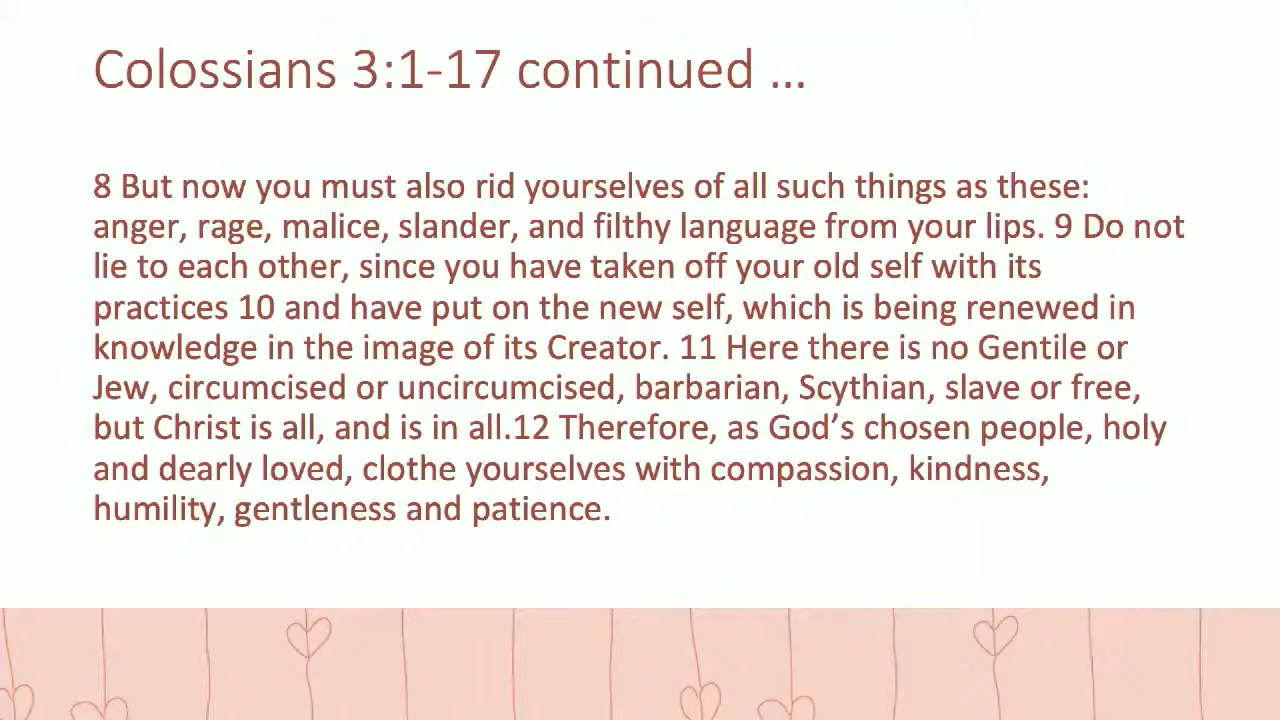 Colossians 3:1-17 continued ...
8 But now you must also rid yourselves of all such things as these:
anger, rage, malice, slander, and filthy language from your lips. 9 Do not
lie to each other, since you have taken off your old self with its
practices 10 and have put on the new self, which is being renewed in
knowledge in the image of its Creator. 11 Here there is no Gentile or
Jew, circumcised or uncircumcised, barbarian, Scythian, slave or free,
but Christ is all, and is in all.12 Therefore, as God’s chosen people, holy
and dearly loved, clothe yourselves with compassion, kindness,
humility, gentleness and patience.